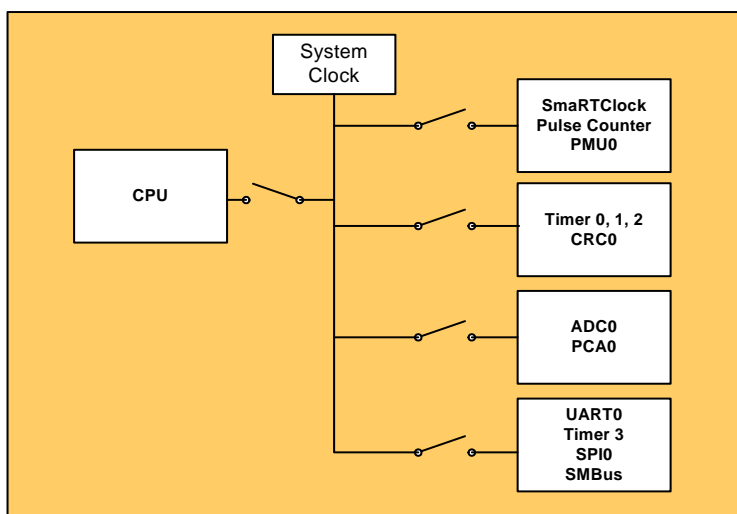 System
Clock
SmaRTClock
Pulse Counter
PMU0
CPU
Timer 0, 1, 2
CRC0
ADC0
PCA0
UART0
Timer 3
SPI0
SMBus